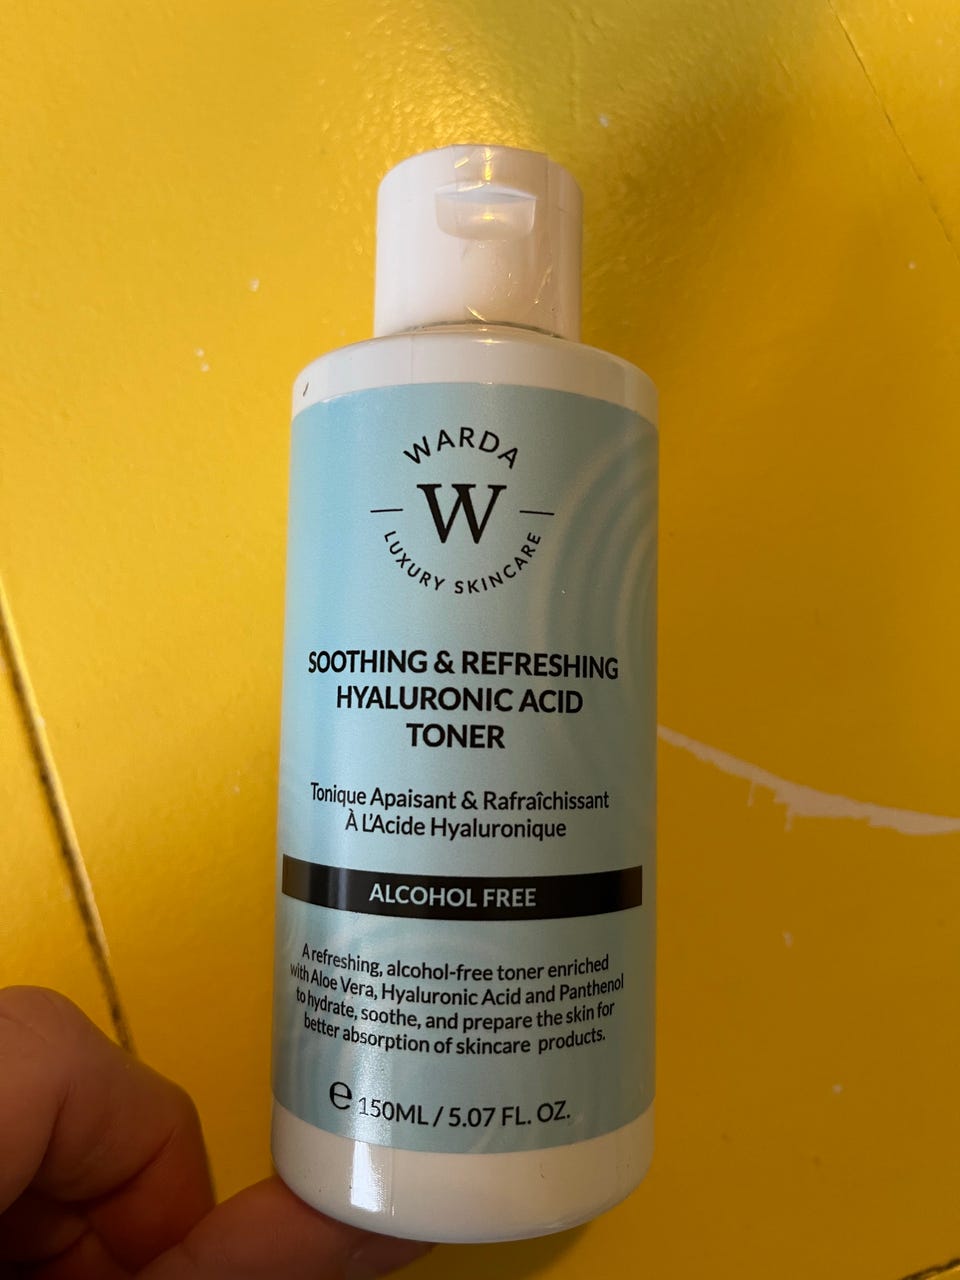 WARDA
W
LUXURY SKINCARE
SOOTHING & REFRESHING
HYALURONIC ACID
TONER
Tonique Apaisant & Rafraîchissant
À L'Acide Hyaluronique
ALCOHOL FREE
A refreshing, alcohol-free toner enriched
with Aloe Vera, Hyaluronic Acid and Panthenol
to hydrate, soothe, and prepare the skin for
better absorption of skincare products.
℮ 150ML / 5.07 FL. OZ.